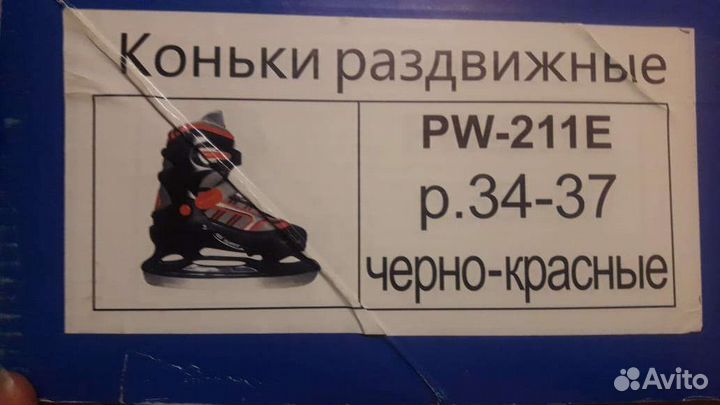 Коньки раздвижные
PW-211E
р.34-37
черно-красные
Avito